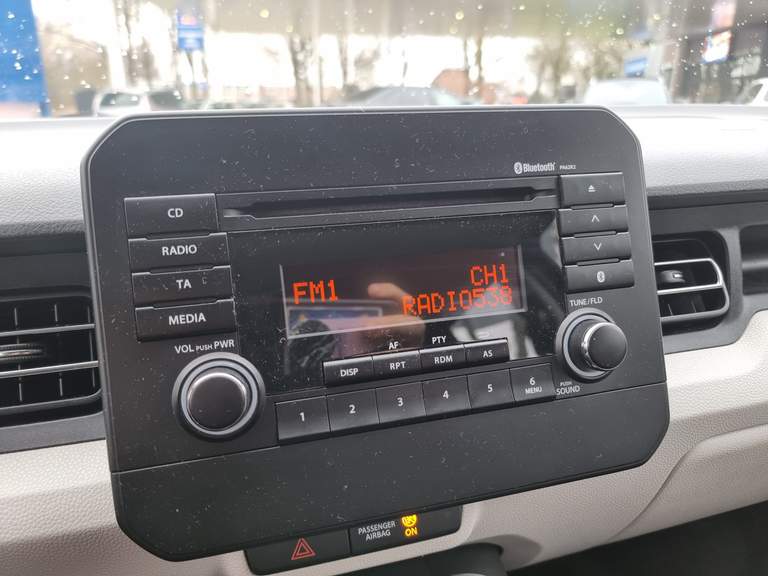 Bluetooth PNA2R2
CD
RADIO
TA
MEDIA
VOL PUSH PWR
FM1
CH1
RADIO538
AF
PTY
DISP
RPT
RDM
AS
TUNE/FLD
1
2
3
4
5
6
MENU
PUSH
SOUND
PASSENGER
AIRBAG
ON